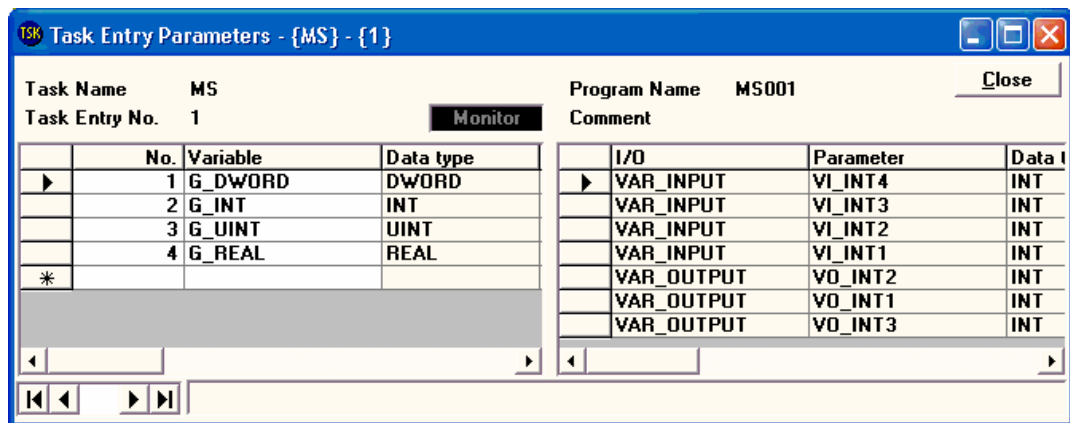 TSK Task Entry Parameters - {MS} - {1}
Task Name MS Program Name MS001 Close
Task Entry No. 1 Monitor Comment
No. Variable Data type I/O Parameter Data t
1 G_DWORD DWORD VAR_INPUT VI_INT4 INT
2 G_INT INT VAR_INPUT VI_INT3 INT
3 G_UINT UINT VAR_INPUT VI_INT2 INT
4 G_REAL REAL VAR_INPUT VI_INT1 INT
* VAR_OUTPUT VO_INT2 INT
VAR_OUTPUT VO_INT1 INT
VAR_OUTPUT VO_INT3 INT